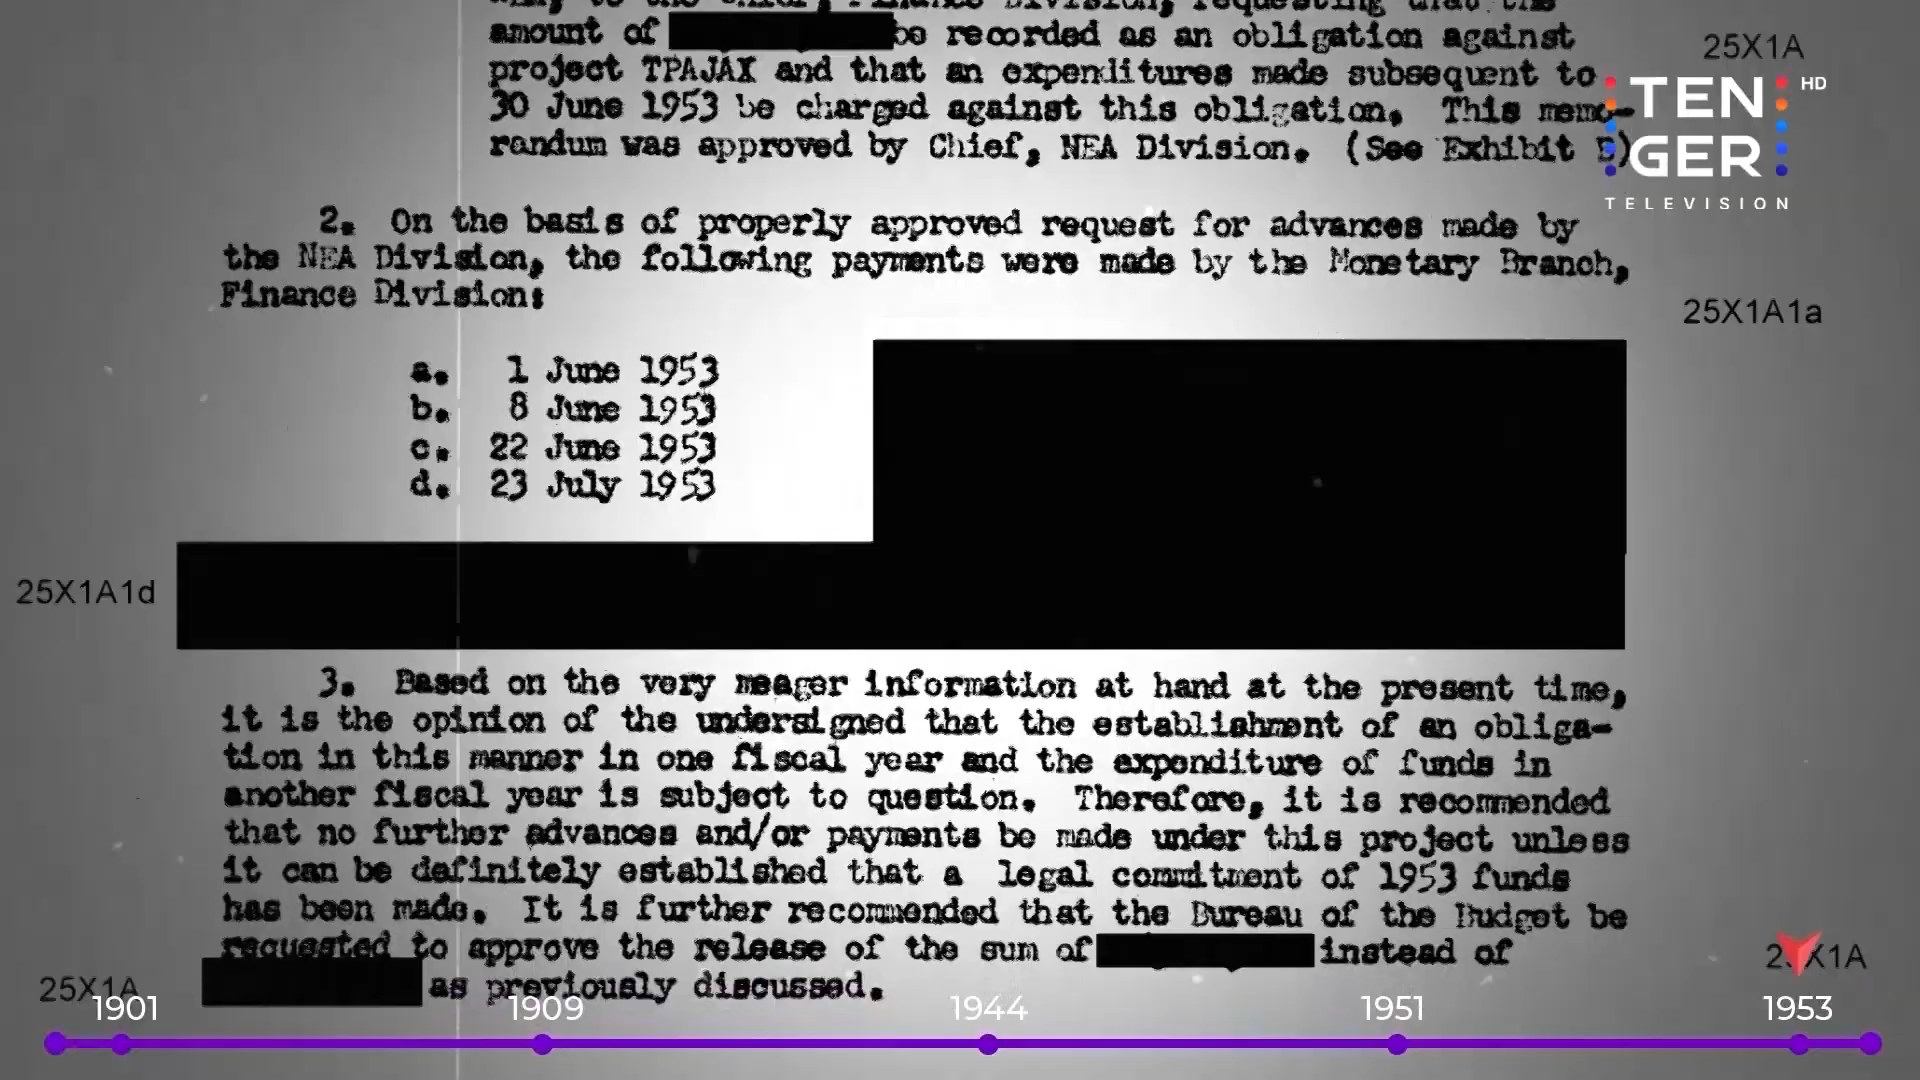 amount of be recorded as an obligation against
25X1A
project TPAJAX and that an expenditures made subsequent to
30 June 1953 be charged against this obligation. This memo-
randum was approved by Chief, NEA Division. (See Exhibit
TEN
GER
HD
TELEVISION
2. On the basis of properly approved request for advances made by
the NEA Division, the following payments were made by the Monetary Branch,
Finance Division:
25X1A1a
a. 1 June 1953
b. 8 June 1953
c. 22 June 1953
d. 23 July 1953
25X1A1d
3. Based on the very meager information at hand at the present time,
it is the opinion of the undersigned that the establishment of an obliga-
tion in this manner in one fiscal year and the expenditure of funds in
another fiscal year is subject to question. Therefore, it is recommended
that no further advances and/or payments be made under this project unless
it can be definitely established that a legal commitment of 1953 funds
has been made. It is further recommended that the Bureau of the Budget be
requested to approve the release of the sum of instead of
25X1A
as previously discussed.
25X1A
1901
1909
1944
1951
1953